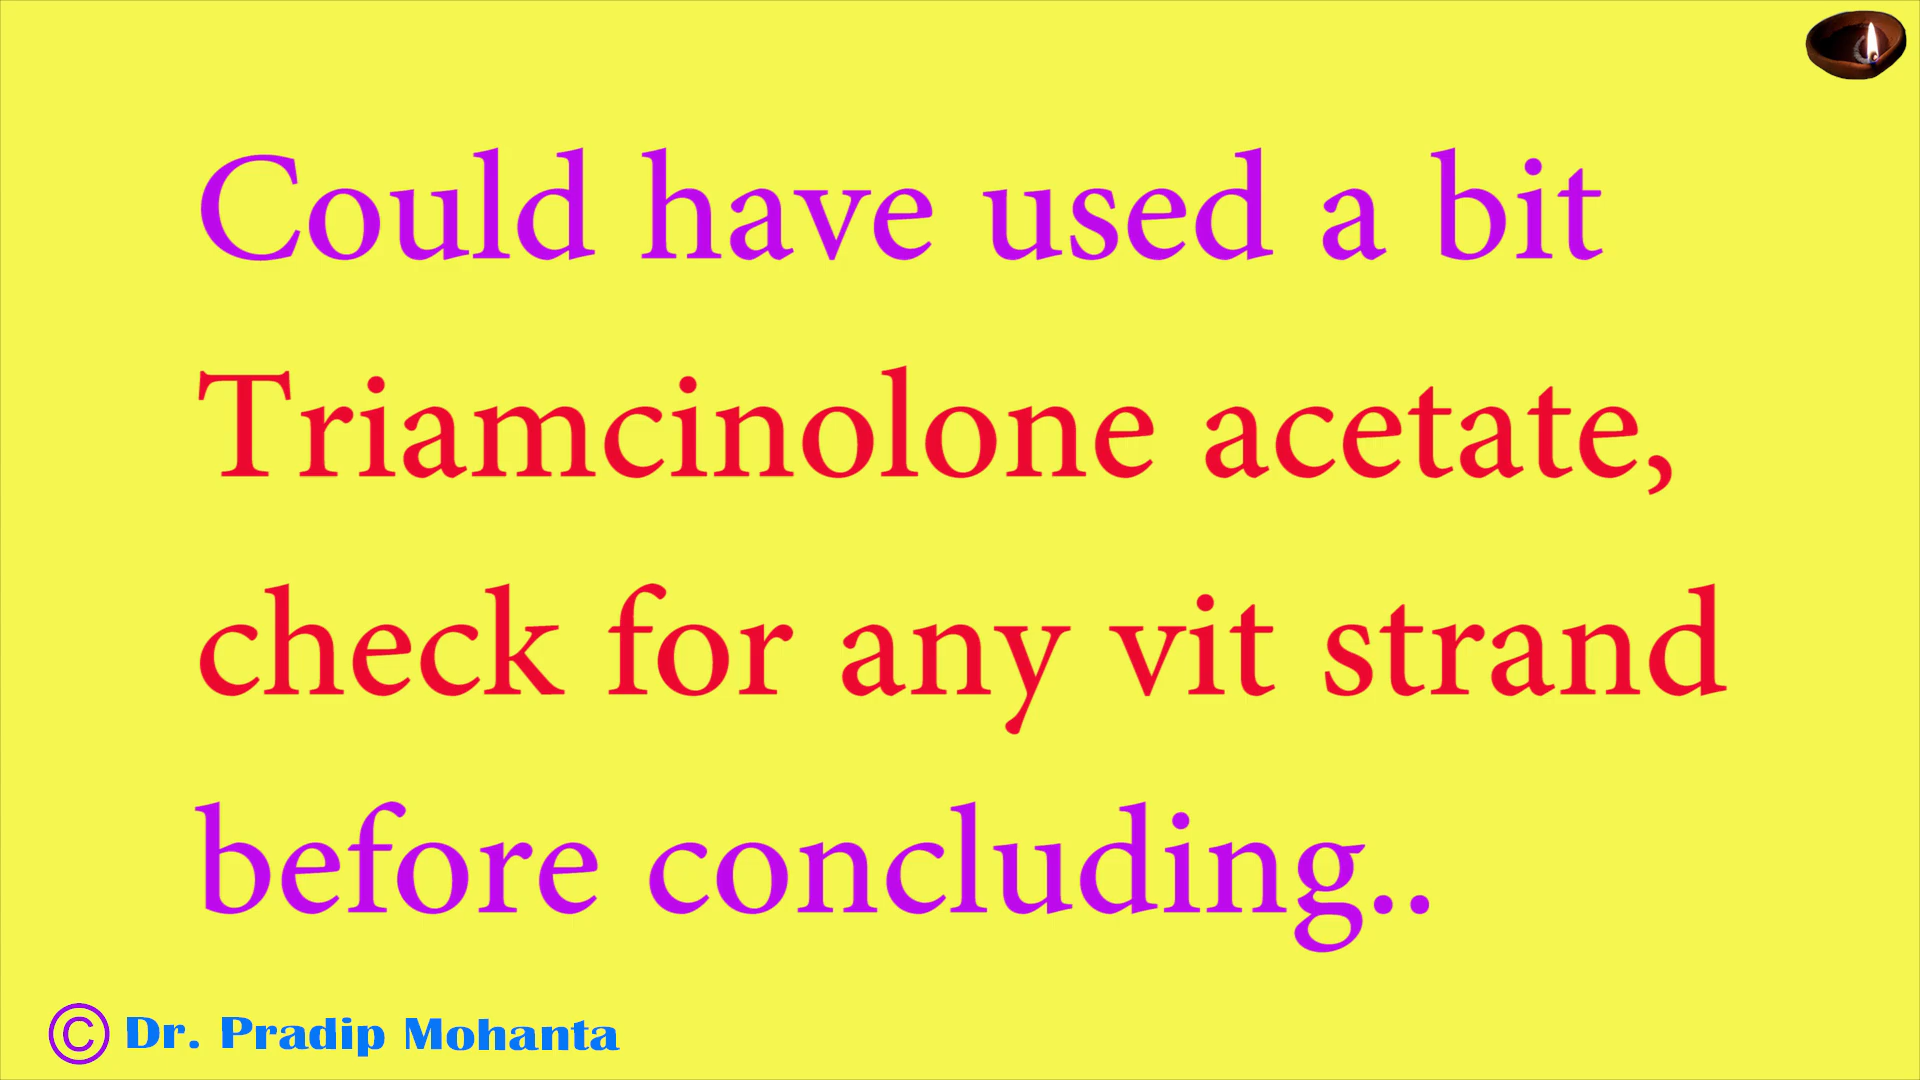 Could have used a bit
Triamcinolone acetate,
check for any vit strand
before concluding..
© Dr. Pradip Mohanta